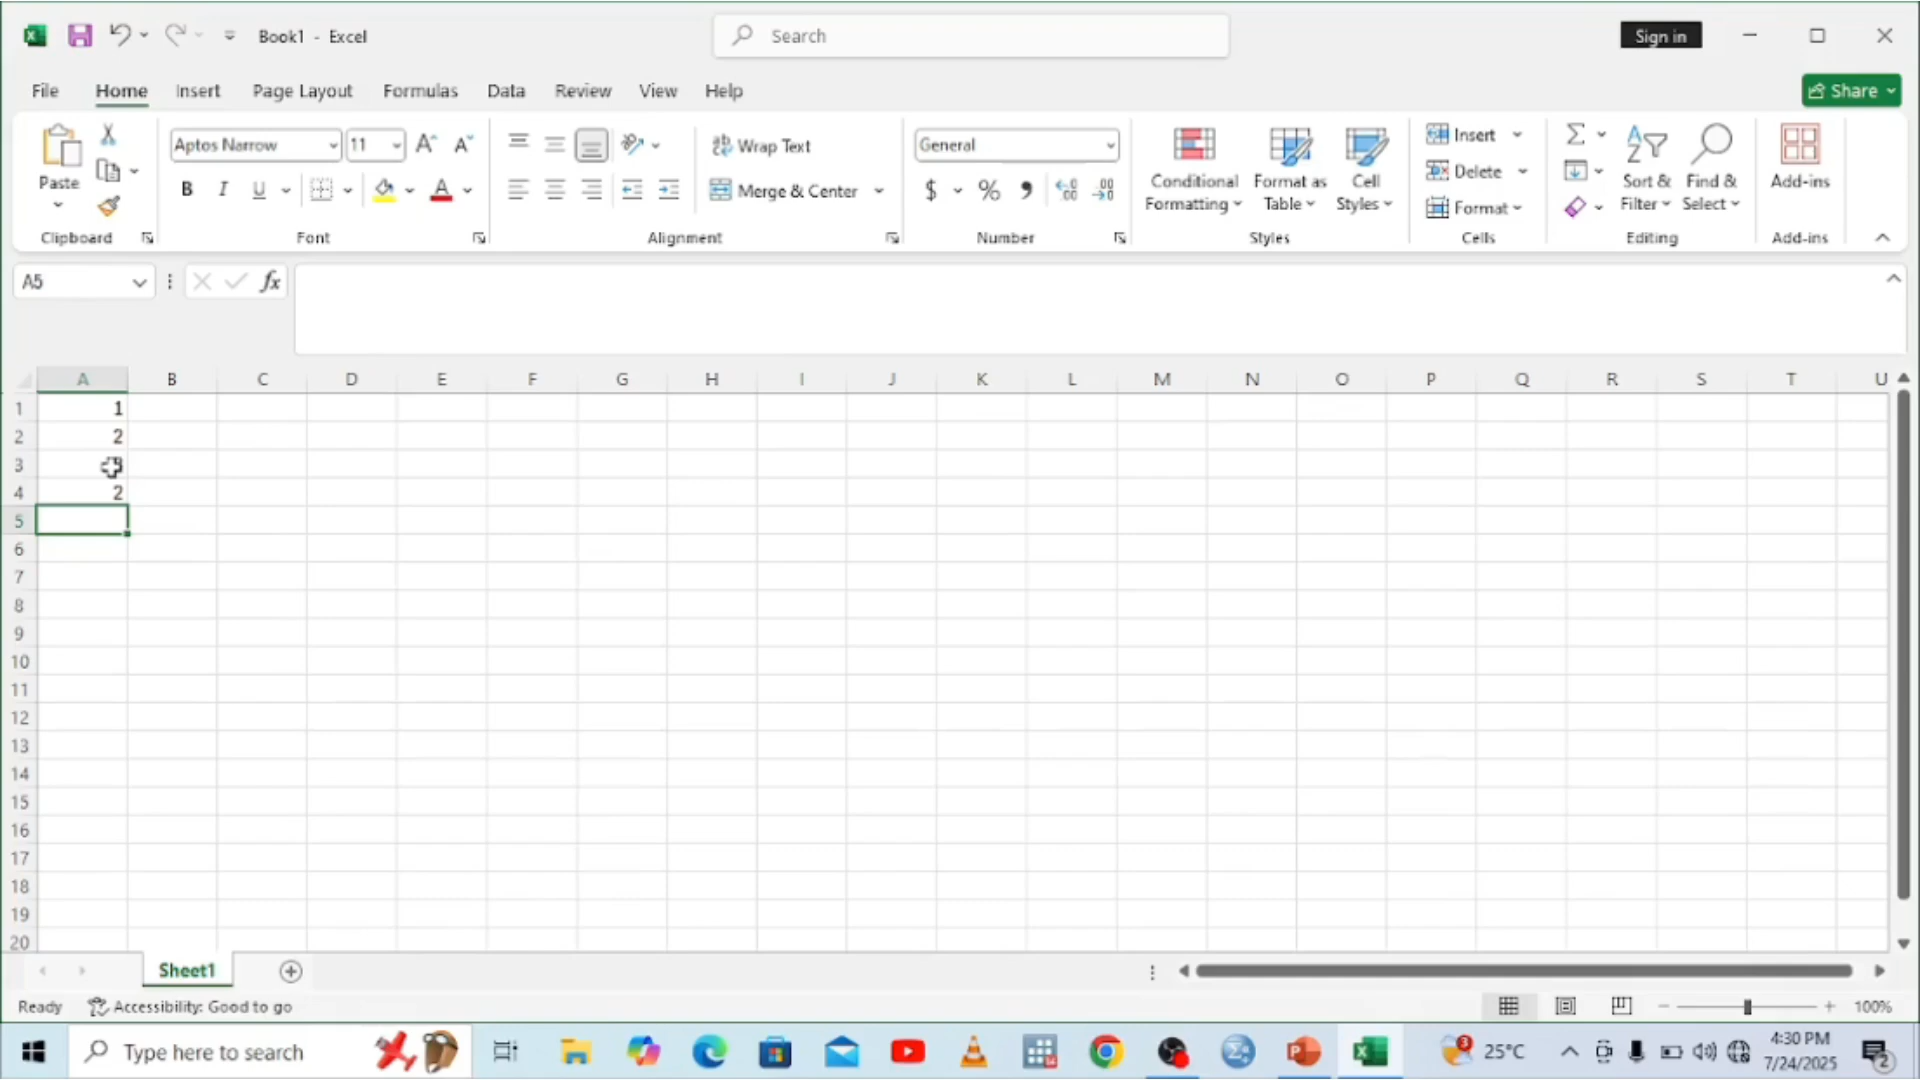 Book1 - Excel
Search
Sign in
File Home Insert Page Layout Formulas Data Review View Help
Share
Paste
Clipboard
Aptos Narrow 11 A A
B I U A
Font
Wrap Text
Merge & Center
Alignment
General
$ % ,
Number
Conditional Formatting
Format as Table
Cell Styles
Styles
Insert
Delete
Format
Cells
Σ
Sort & Filter
Find & Select
Editing
Add-ins
Add-ins
A5
fx
A B C D E F G H I J K L M N O P Q R S T U
1 1
2 2
3
4 2
5
6
7
8
9
10
11
12
13
14
15
16
17
18
19
20
Sheet1
Ready Accessibility: Good to go
100%
Type here to search
3 25°C
4:30 PM
7/24/2025
2